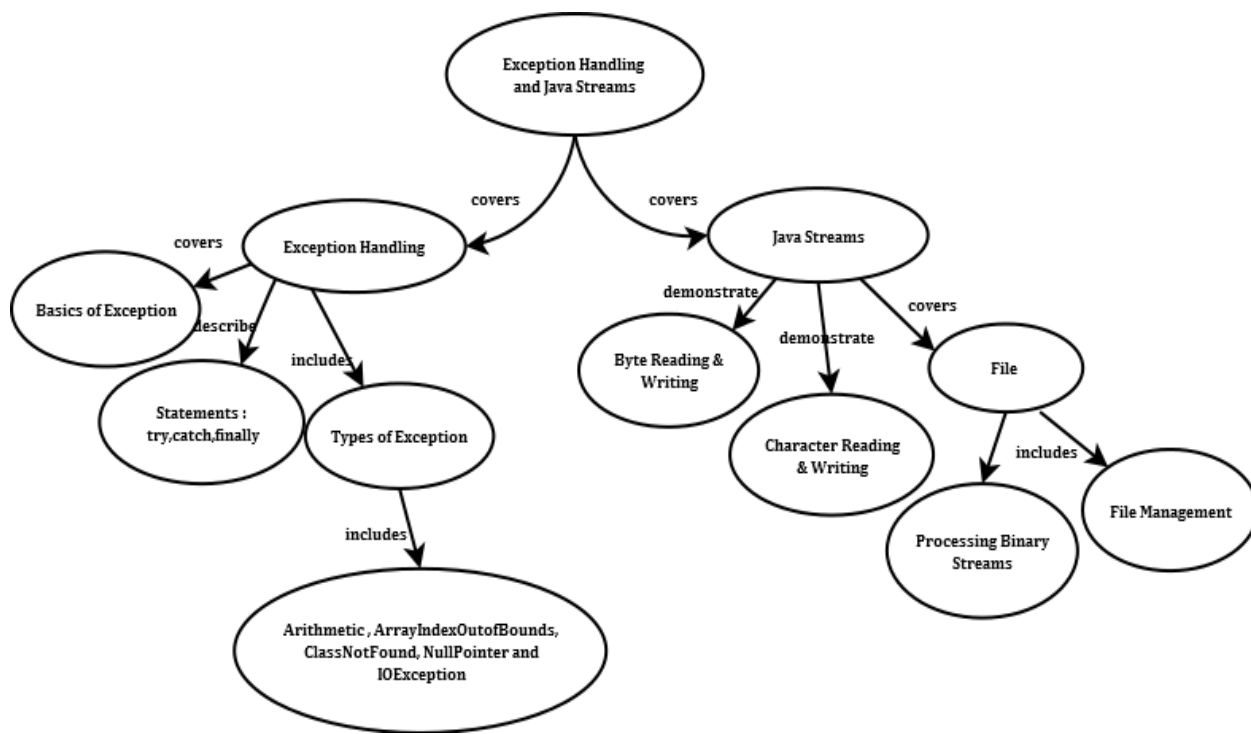 Exception Handling
and Java Streams
covers
covers
Exception Handling
Java Streams
covers
describe
includes
demonstrate
demonstrate
covers
Basics of Exception
Statements :
try,catch,finally
Types of Exception
Byte Reading &
Writing
Character Reading
& Writing
File
includes
includes
Processing Binary
Streams
File Management
Arithmetic , ArrayIndexOutofBounds,
ClassNotFound, NullPointer and
IOException